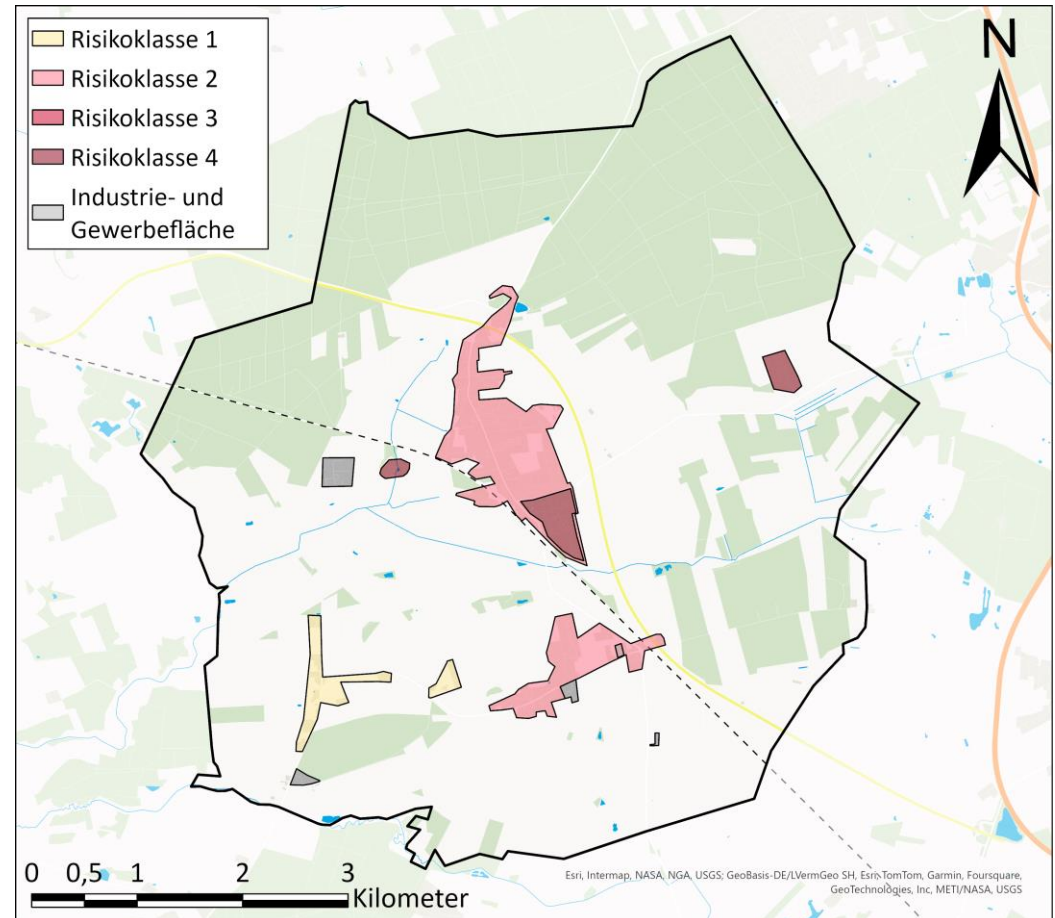 Risikoklasse 1
Risikoklasse 2
Risikoklasse 3
Risikoklasse 4
Industrie- und
Gewerbefläche
N
0 0,5 1 2 3
Kilometer
Esri, Intermap, NASA, NGA, USGS; GeoBasis-DE/LVermGeo SH, Esri, TomTom, Garmin, Foursquare,
GeoTechnologies, Inc, METI/NASA, USGS